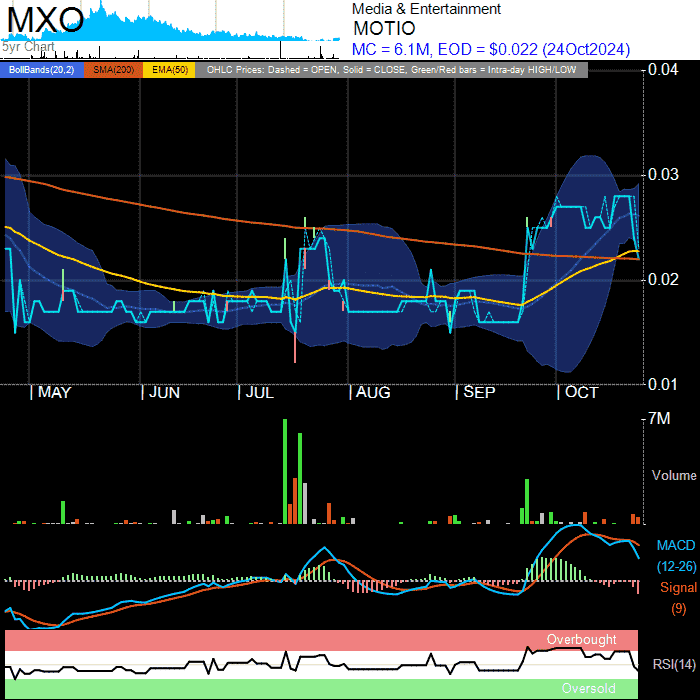 MXO
5yr Chart
Media & Entertainment
MOTIO
MC = 6.1M, EOD = $0.022 (24Oct2024)
BollBands(20,2) SMA(200) EMA(50) OHLC Prices: Dashed = OPEN, Solid = CLOSE, Green/Red bars = Intra-day HIGH/LOW
0.04
0.03
0.02
0.01
| MAY | JUN | JUL | AUG | SEP | OCT
7M
Volume
MACD
(12-26)
Signal
(9)
Overbought
RSI(14)
Oversold